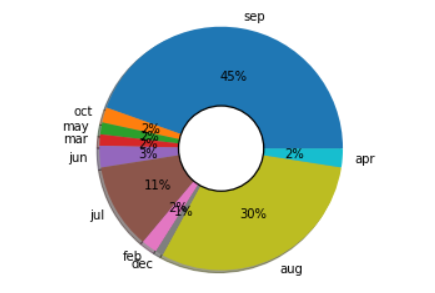 sep
45%
oct
2%
may
2%
mar
2%
jun
3%
jul
11%
feb
2%
dec
1%
aug
30%
apr
2%